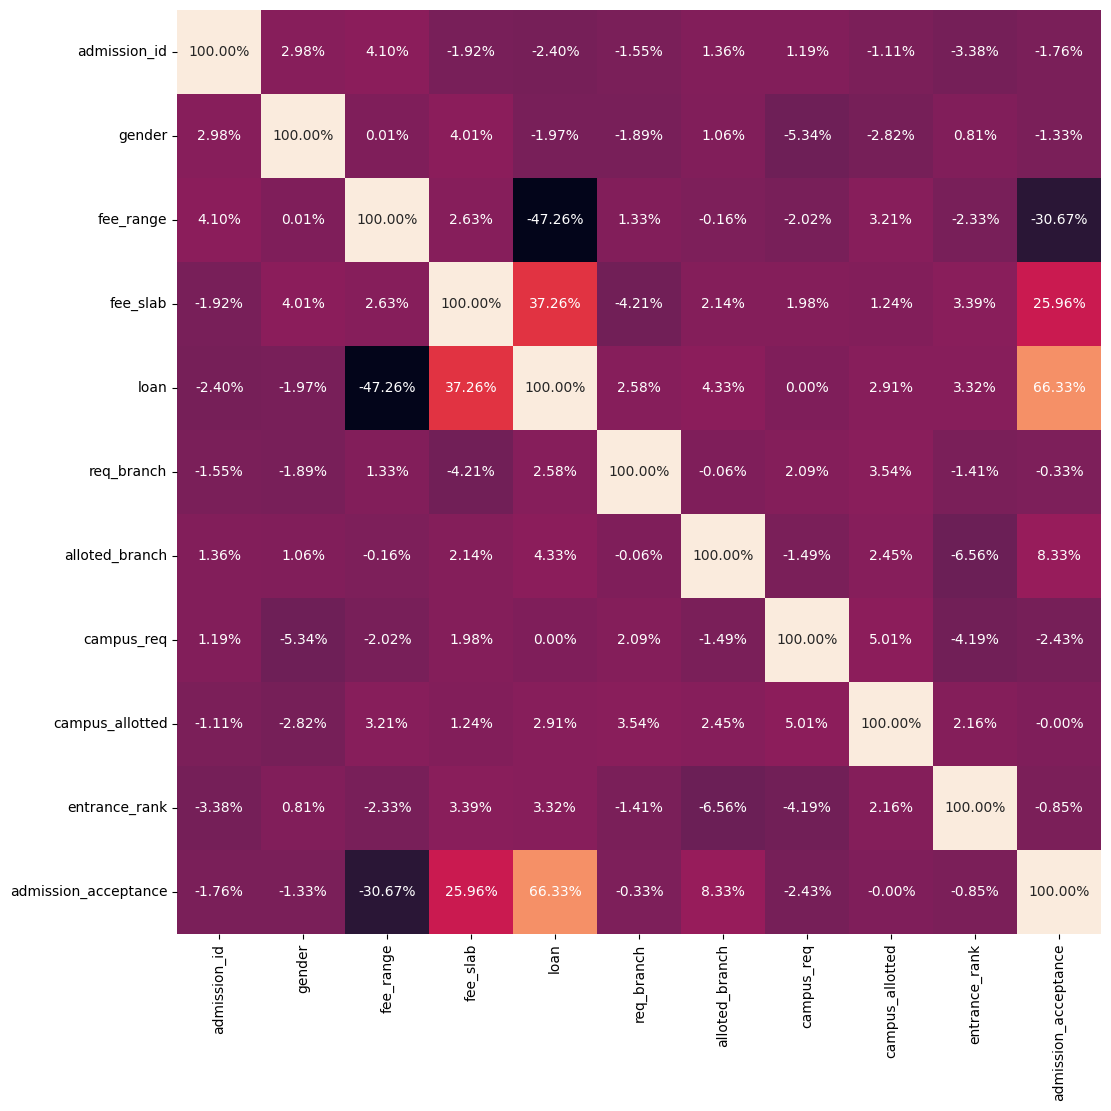 admission_id 100.00% 2.98% 4.10% -1.92% -2.40% -1.55% 1.36% 1.19% -1.11% -3.38% -1.76%
gender 2.98% 100.00% 0.01% 4.01% -1.97% -1.89% 1.06% -5.34% -2.82% 0.81% -1.33%
fee_range 4.10% 0.01% 100.00% 2.63% -47.26% 1.33% -0.16% -2.02% 3.21% -2.33% -30.67%
fee_slab -1.92% 4.01% 2.63% 100.00% 37.26% -4.21% 2.14% 1.98% 1.24% 3.39% 25.96%
loan -2.40% -1.97% -47.26% 37.26% 100.00% 2.58% 4.33% 0.00% 2.91% 3.32% 66.33%
req_branch -1.55% -1.89% 1.33% -4.21% 2.58% 100.00% -0.06% 2.09% 3.54% -1.41% -0.33%
alloted_branch 1.36% 1.06% -0.16% 2.14% 4.33% -0.06% 100.00% -1.49% 2.45% -6.56% 8.33%
campus_req 1.19% -5.34% -2.02% 1.98% 0.00% 2.09% -1.49% 100.00% 5.01% -4.19% -2.43%
campus_allotted -1.11% -2.82% 3.21% 1.24% 2.91% 3.54% 2.45% 5.01% 100.00% 2.16% -0.00%
entrance_rank -3.38% 0.81% -2.33% 3.39% 3.32% -1.41% -6.56% -4.19% 2.16% 100.00% -0.85%
admission_acceptance -1.76% -1.33% -30.67% 25.96% 66.33% -0.33% 8.33% -2.43% -0.00% -0.85% 100.00%
admission_id
gender
fee_range
fee_slab
loan
req_branch
alloted_branch
campus_req
campus_allotted
entrance_rank
admission_acceptance